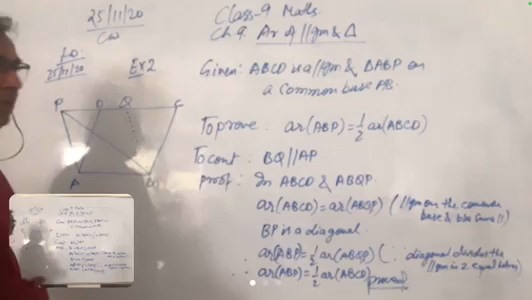 25/11/20
CW
Class-9 Maths.
Ch 9. Ar of //gm & Δ
25/11/20
Ex 2
Given: ABCD is a //gm & ΔABP on
a common base AB.
P D Q C
A B
To prove: ar(ABP) = 1/2 ar(ABCD)
To const: BQ // AP
proof: In ABCD & ABQP.
ar(ABCD) = ar(ABQP) (//gm on the common
base & b/w same //)
BP is a diagonal
ar(ABP) = 1/2 ar(ABQP) (∵ diagonal divides the
//gm in 2 equal
∴ ar(ABP) = 1/2 ar(ABCD) proved